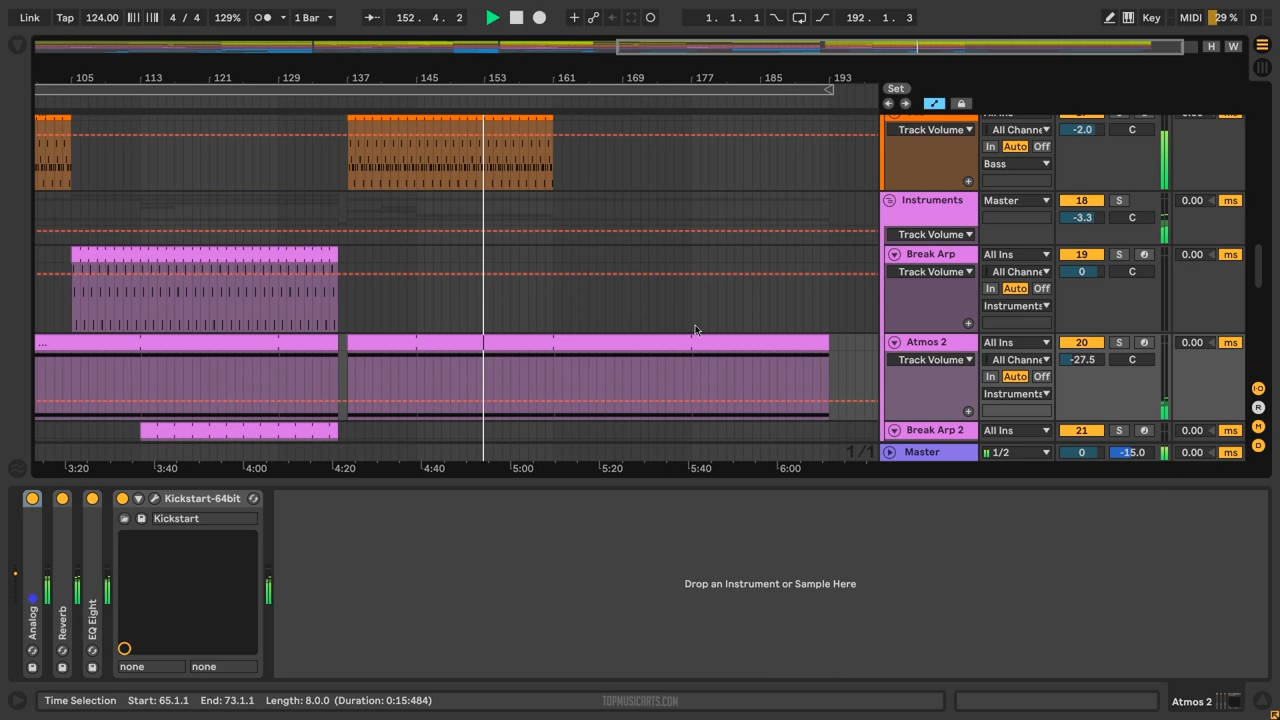 Link Tap 124.00 4 / 4 129% 1 Bar 152. 4. 2 1. 1. 1 192. 1. 3 Key MIDI 29 % D
H W
105 113 121 129 137 145 153 161 169 177 185 193
Set
Track Volume All Channe -2.0 C
In Auto Off
Bass
Instruments Master 18 S 0.00 ms
-3.3 C
Track Volume
Break Arp All Ins 19 S 0.00 ms
Track Volume All Channe 0 C
In Auto Off
Instruments
...
Atmos 2 All Ins 20 S 0.00 ms
Track Volume All Channe -27.5 C
In Auto Off
Instruments
Break Arp 2 All Ins 21 S 0.00 ms
1/1
Master 1/2 0 -15.0 0.00 ms
3:20 3:40 4:00 4:20 4:40 5:00 5:20 5:40 6:00
I·O
R
M
D
Analog
Reverb
EQ Eight
Kickstart-64bit
Kickstart
none none
Drop an Instrument or Sample Here
Time Selection Start: 65.1.1 End: 73.1.1 Length: 8.0.0 (Duration: 0:15:484)
TOPMUSICARTS.COM
Atmos 2